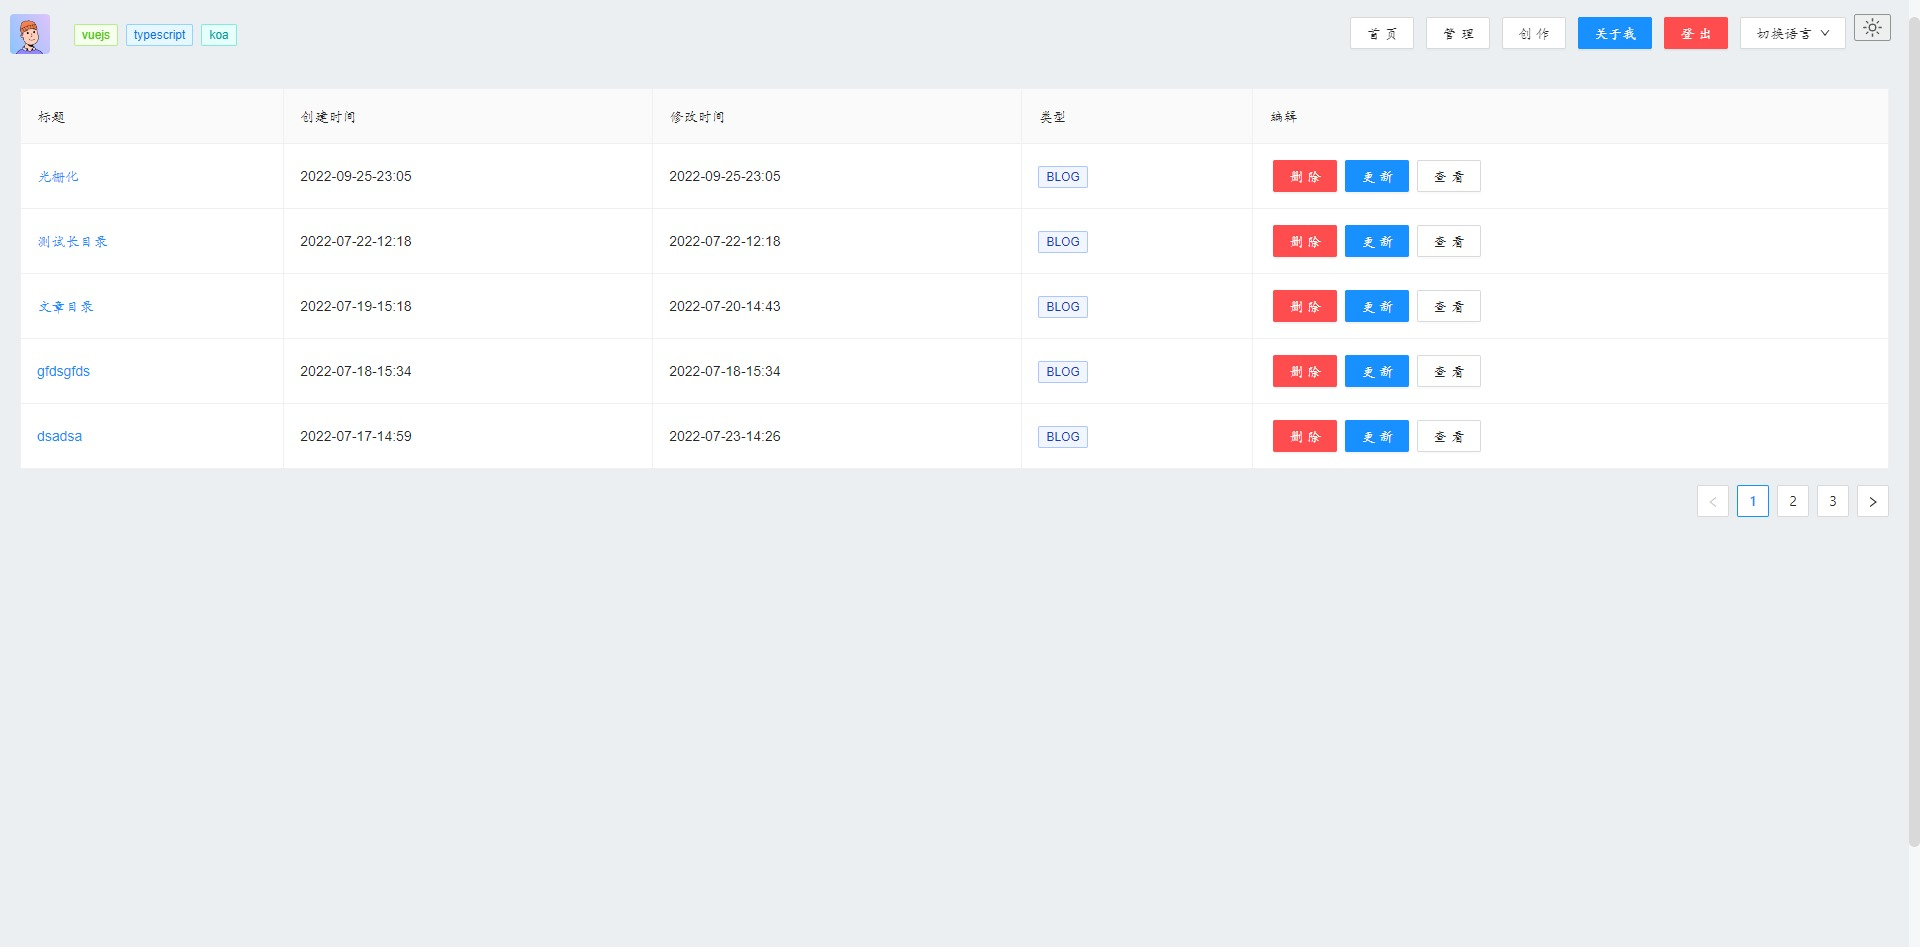 vuejs typescript koa 首页 管理 创作 关于我 登出 切换语言
标题 创建时间 修改时间 类型 编辑
光栅化 2022-09-25-23:05 2022-09-25-23:05 BLOG 删除 更新 查看
测试长目录 2022-07-22-12:18 2022-07-22-12:18 BLOG 删除 更新 查看
文章目录 2022-07-19-15:18 2022-07-20-14:43 BLOG 删除 更新 查看
gfdsgfds 2022-07-18-15:34 2022-07-18-15:34 BLOG 删除 更新 查看
dsadsa 2022-07-17-14:59 2022-07-23-14:26 BLOG 删除 更新 查看
< 1 2 3 >